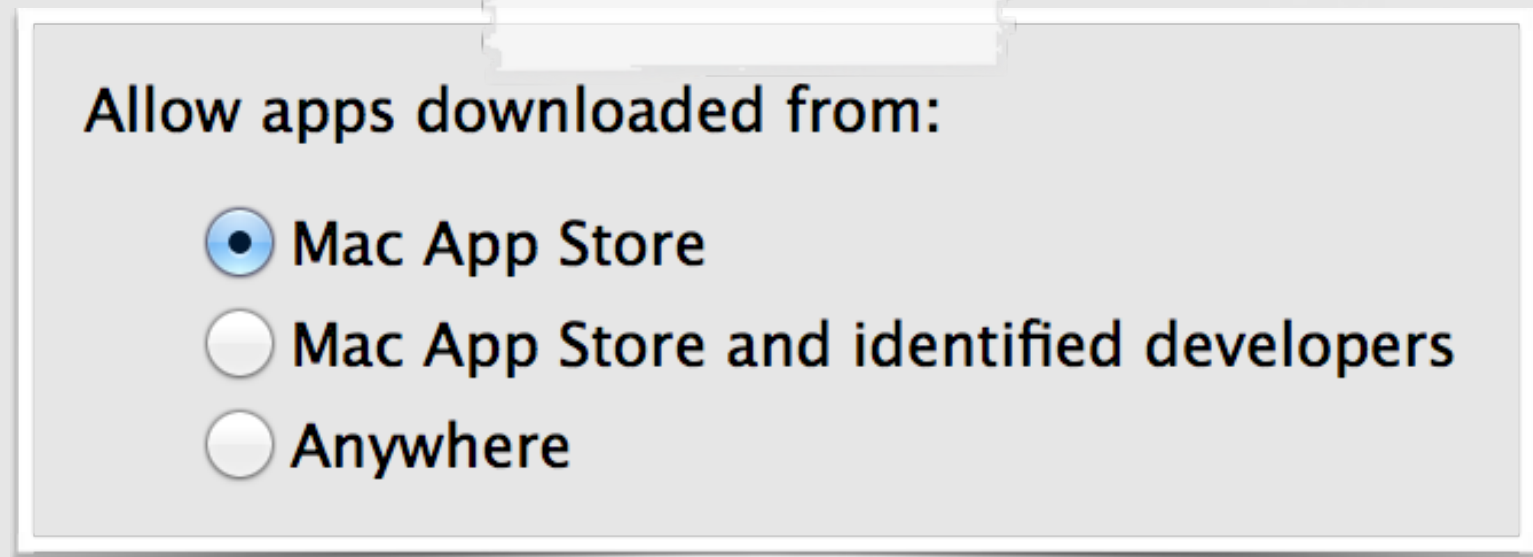 Allow apps downloaded from:
Mac App Store
Mac App Store and identified developers
Anywhere